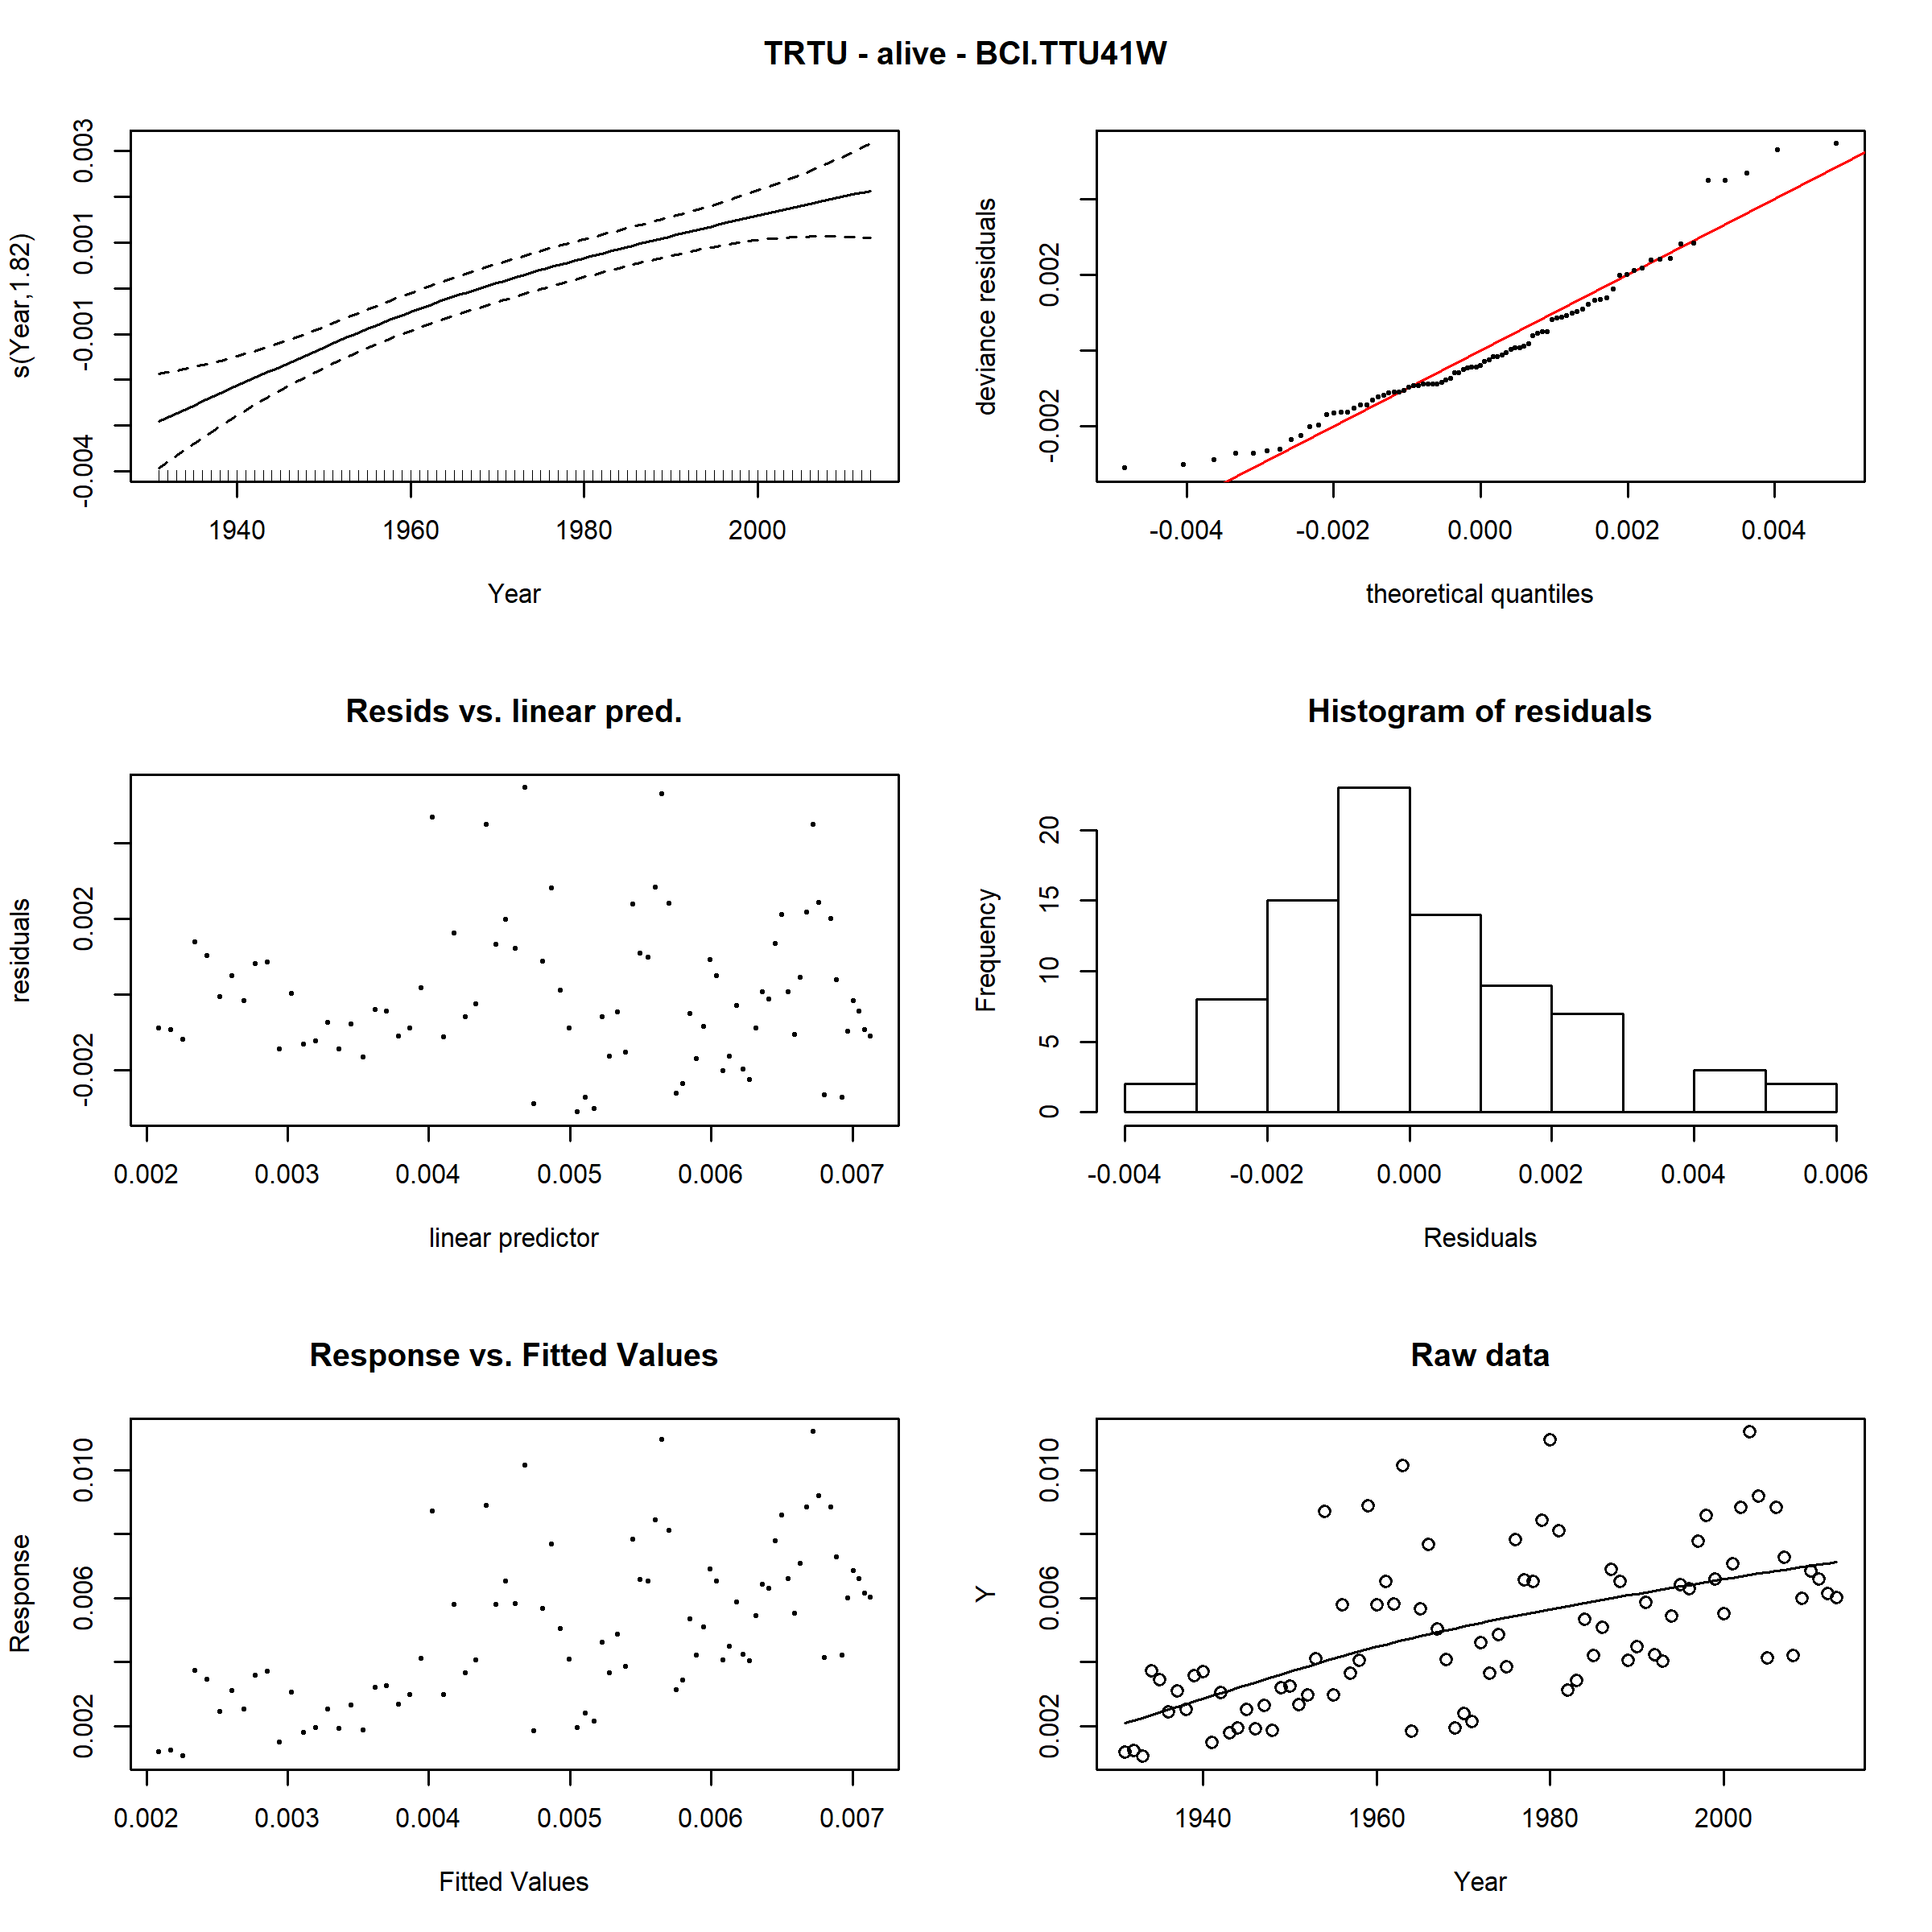 TRTU - alive - BCI.TTU41W
s(Year,1.82)
0.003
0.001
-0.001
-0.004
1940 1960 1980 2000
Year
deviance residuals
0.002
-0.002
-0.004 -0.002 0.000 0.002 0.004
theoretical quantiles
Resids vs. linear pred.
residuals
0.002
-0.002
0.002 0.003 0.004 0.005 0.006 0.007
linear predictor
Histogram of residuals
Frequency
20
15
10
5
0
-0.004 -0.002 0.000 0.002 0.004 0.006
Residuals
Response vs. Fitted Values
Response
0.010
0.006
0.002
0.002 0.003 0.004 0.005 0.006 0.007
Fitted Values
Raw data
Y
0.010
0.006
0.002
1940 1960 1980 2000
Year